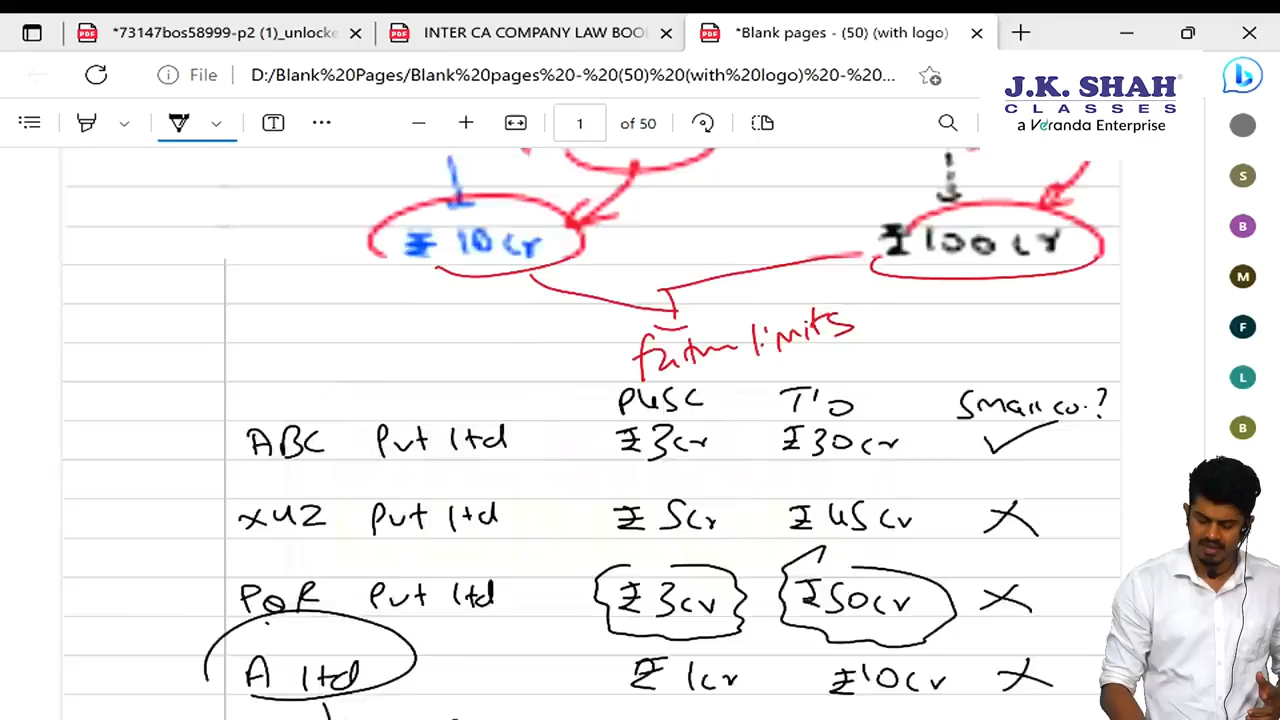 *73147bos58999-p2 (1)_unlocke
INTER CA COMPANY LAW BOO
*Blank pages - (50) (with logo)
File
D:/Blank%20Pages/Blank%20pages%20-%20(50)%20(with%20logo)%20-%20...
J.K. SHAH®
CLASSES
a Veranda Enterprise
1 of 50
₹ 10 Cr ₹ 100 Cr
limits
PUSC T/O Small co.?
ABC Pvt ltd ₹3cr ₹30cr ✓
XYZ Pvt ltd ₹5cr ₹45cr X
PQR Pvt ltd ₹3cr ₹50cr X
A ltd ₹1cr ₹10cr X
S
B
M
F
L
B